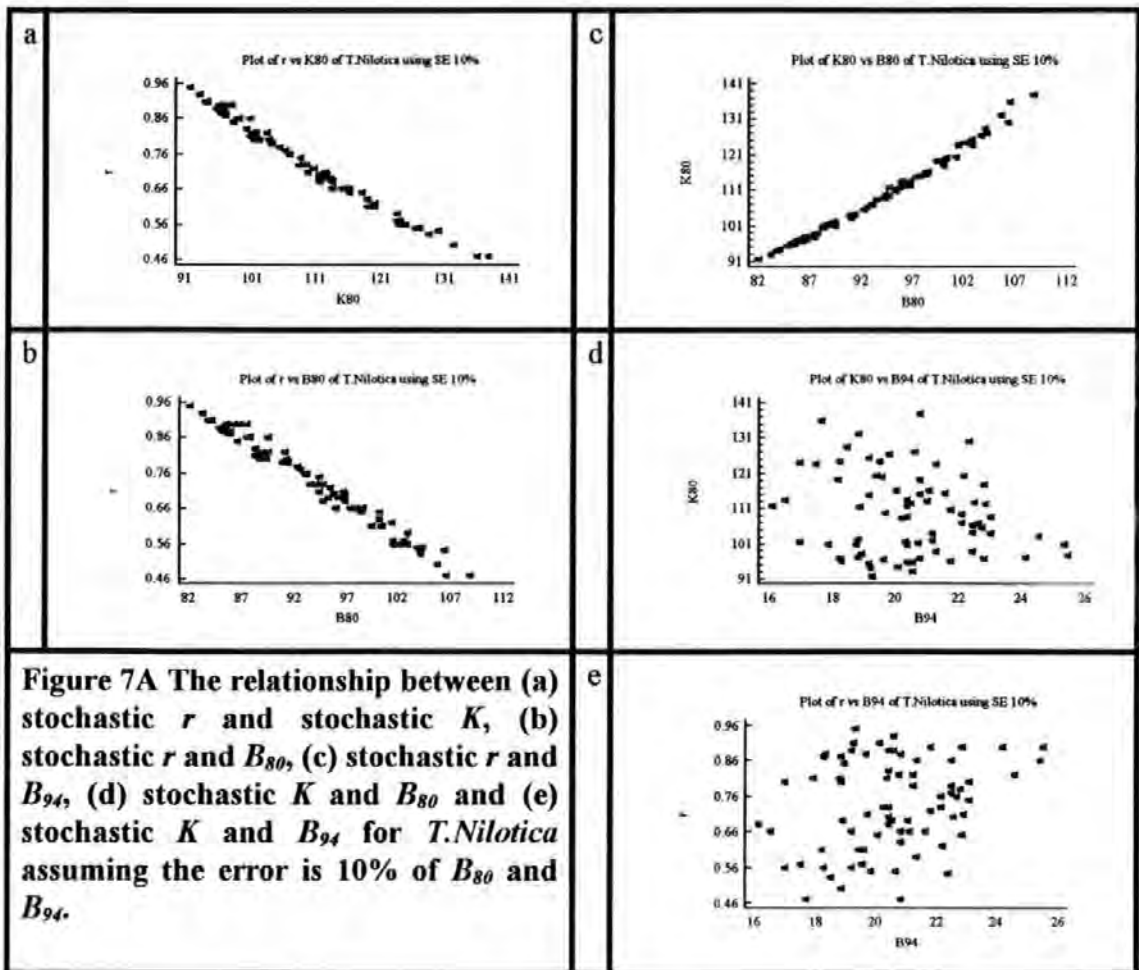 a
Plot of r vs K80 of T.Nilotica using SE 10%
0.96
0.86
0.76
0.66
0.56
0.46
r
91 101 111 121 131 141
K80
c
Plot of K80 vs B80 of T.Nilotica using SE 10%
141
131
121
111
101
91
K80
82 87 92 97 102 107 112
B80
b
Plot of r vs B80 of T.Nilotica using SE 10%
0.96
0.86
0.76
0.66
0.56
0.46
r
82 87 92 97 102 107 112
B80
d
Plot of K80 vs B94 of T.Nilotica using SE 10%
141
131
121
111
101
91
K80
16 18 20 22 24 26
B94
Figure 7A The relationship between (a)
stochastic r and stochastic K, (b)
stochastic r and B80, (c) stochastic r and
B94, (d) stochastic K and B80 and (e)
stochastic K and B94 for T.Nilotica
assuming the error is 10% of B80 and
B94.
e
Plot of r vs B94 of T.Nilotica using SE 10%
0.96
0.86
0.76
0.66
0.56
0.46
r
16 18 20 22 24 26
B94